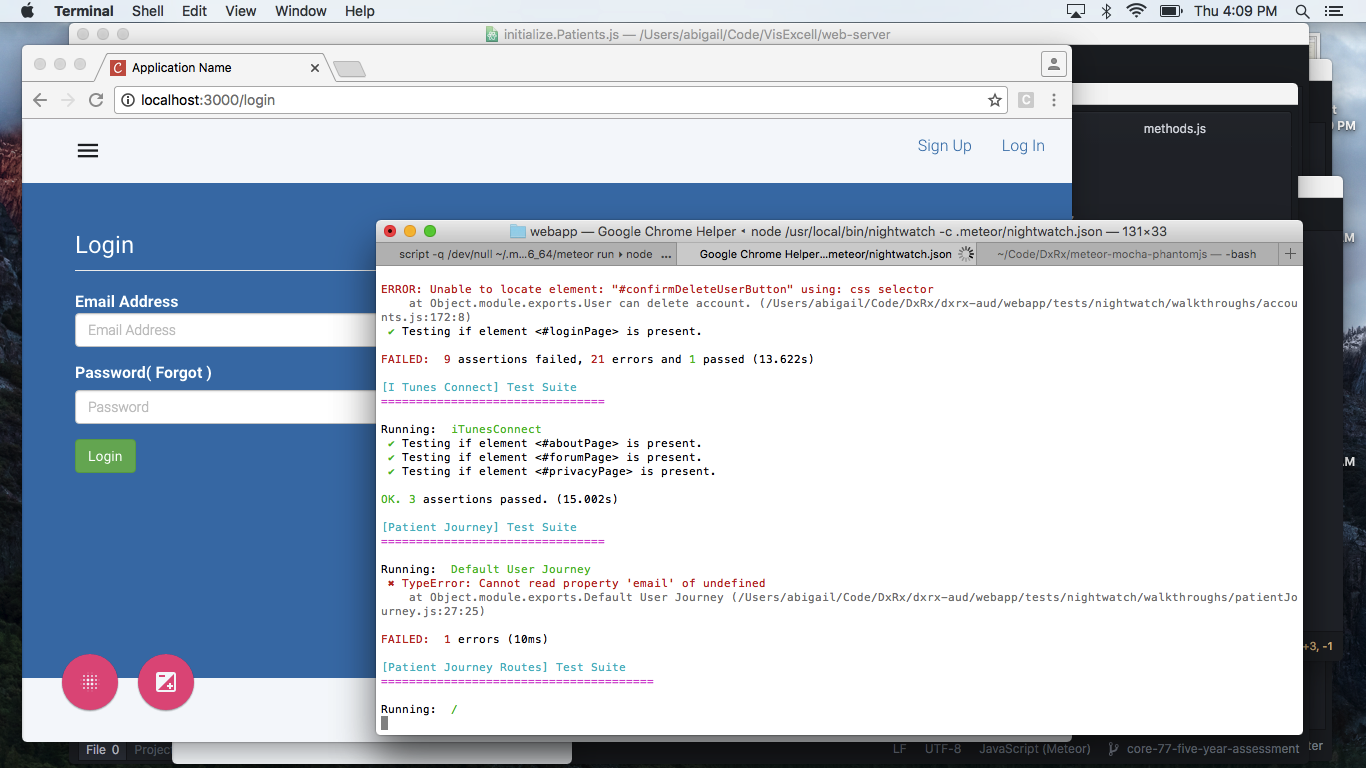 Terminal Shell Edit View Window Help Thu 4:09 PM
initialize.Patients.js — /Users/abigail/Code/VisExcell/web-server
Application Name
localhost:3000/login
methods.js
PM
Sign Up Log In
Login
Email Address
Email Address
Password( Forgot )
Password
Login
webapp — Google Chrome Helper ◂ node /usr/local/bin/nightwatch -c .meteor/nightwatch.json — 131×33
script -q /dev/null ~/.m...6_64/meteor run ▸ node ...
Google Chrome Helper...meteor/nightwatch.json
~/Code/DxRx/meteor-mocha-phantomjs — -bash
ERROR: Unable to locate element: "#confirmDeleteUserButton" using: css selector
at Object.module.exports.User can delete account. (/Users/abigail/Code/DxRx/dxrx-aud/webapp/tests/nightwatch/walkthroughs/accou
nts.js:172:8)
✔ Testing if element <#loginPage> is present.
FAILED: 9 assertions failed, 21 errors and 1 passed (13.622s)
[I Tunes Connect] Test Suite
================================
Running: iTunesConnect
✔ Testing if element <#aboutPage> is present.
✔ Testing if element <#forumPage> is present.
✔ Testing if element <#privacyPage> is present.
OK. 3 assertions passed. (15.002s)
[Patient Journey] Test Suite
================================
Running: Default User Journey
✖ TypeError: Cannot read property 'email' of undefined
at Object.module.exports.Default User Journey (/Users/abigail/Code/DxRx/dxrx-aud/webapp/tests/nightwatch/walkthroughs/patientJo
urney.js:27:25)
FAILED: 1 errors (10ms)
[Patient Journey Routes] Test Suite
=======================================
Running: /
+3, -1
File 0 Projec LF UTF-8 JavaScript (Meteor) core-77-five-year-assessment